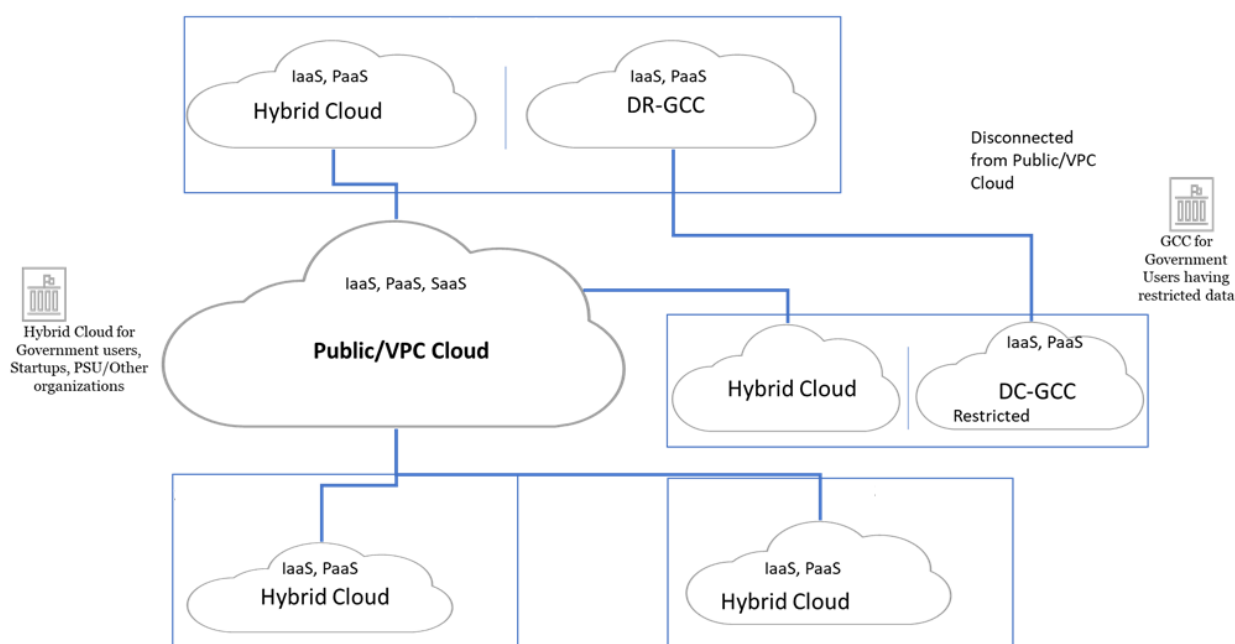 IaaS, PaaS
Hybrid Cloud
IaaS, PaaS
DR-GCC
Disconnected
from Public/VPC
Cloud
GCC for
Government
Users having
restricted data
IaaS, PaaS, SaaS
Public/VPC Cloud
Hybrid Cloud for
Government users,
Startups, PSU/Other
organizations
Hybrid Cloud
IaaS, PaaS
DC-GCC
Restricted
IaaS, PaaS
Hybrid Cloud
IaaS, PaaS
Hybrid Cloud